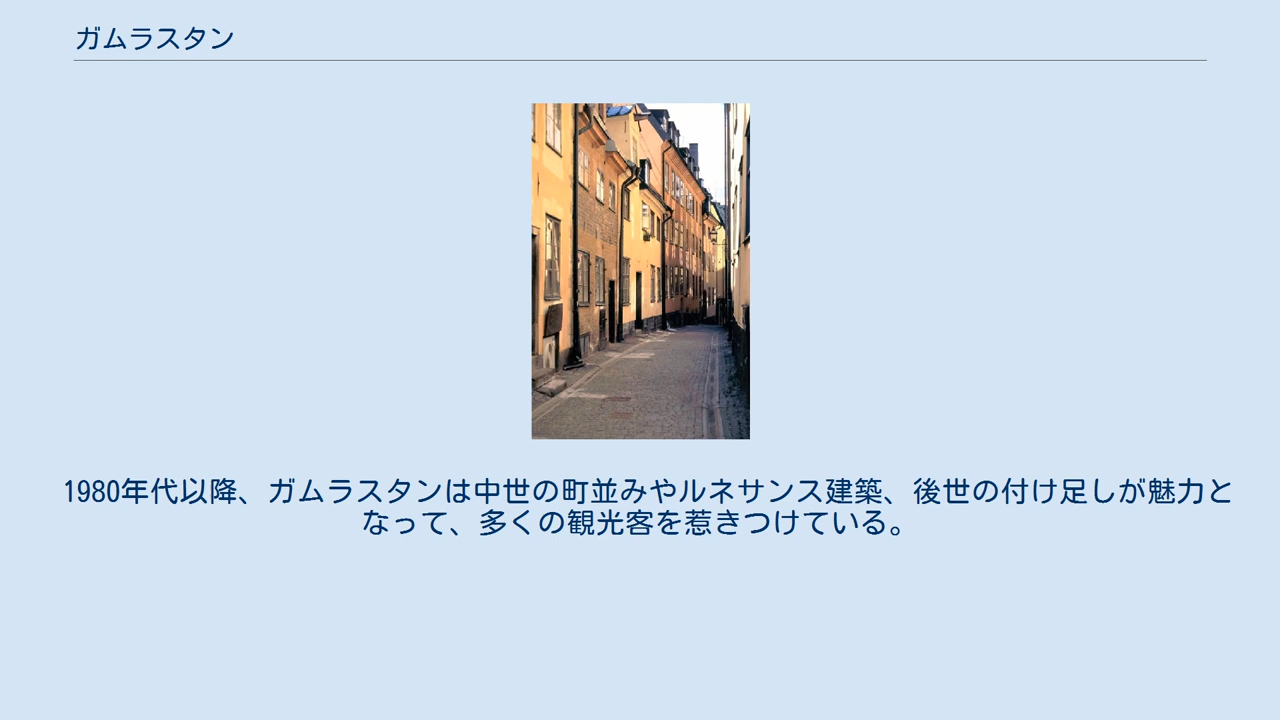 ガムラスタン
1980年代以降、ガムラスタンは中世の町並みやルネサンス建築、後世の付け足しが魅力と
なって、多くの観光客を惹きつけている。